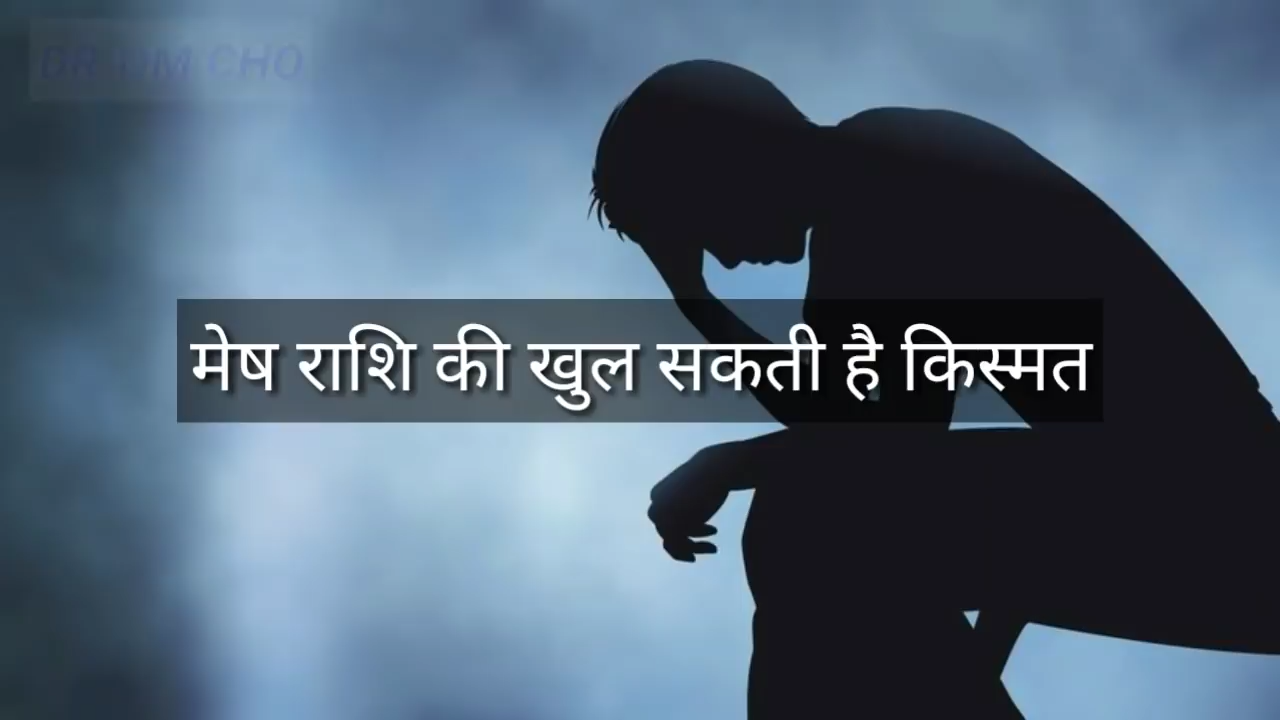 मेष राशि की खुल सकती है किस्मत